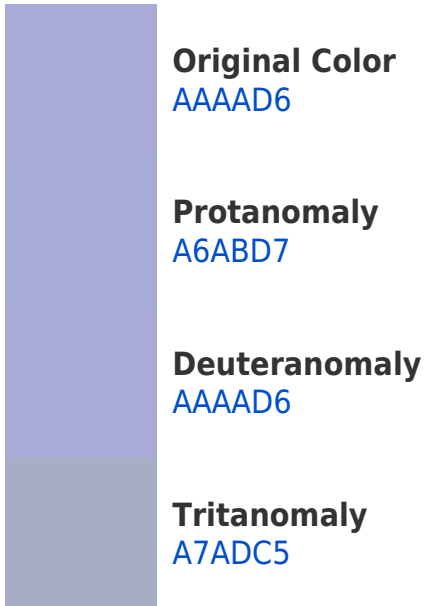 Original Color
AAAAD6
Protanomaly
A6ABD7
Deuteranomaly
AAAAD6
Tritanomaly
A7ADC5